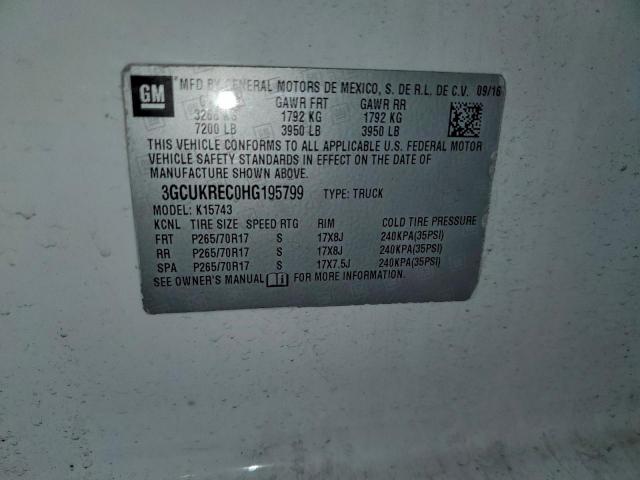 GM
*MFD BY GENERAL MOTORS DE MEXICO, S. DE R.L. DE C.V. 09/16
GAWR FRT GAWR RR
KG 1792 KG 1792 KG
7200 LB 3950 LB 3950 LB
THIS VEHICLE CONFORMS TO ALL APPLICABLE U.S. FEDERAL MOTOR
VEHICLE SAFETY STANDARDS IN EFFECT ON THE DATE OF
MANUFACTURE SHOWN ABOVE.
3GCUKREC0HG195799 TYPE: TRUCK
MODEL: K15743
KCNL TIRE SIZE SPEED RTG RIM COLD TIRE PRESSURE
FRT P265/70R17 S 17X8J 240KPA(35PSI)
RR P265/70R17 S 17X8J 240KPA(35PSI)
SPA P265/70R17 S 17X7.5J 240KPA(35PSI)
SEE OWNER'S MANUAL FOR MORE INFORMATION.